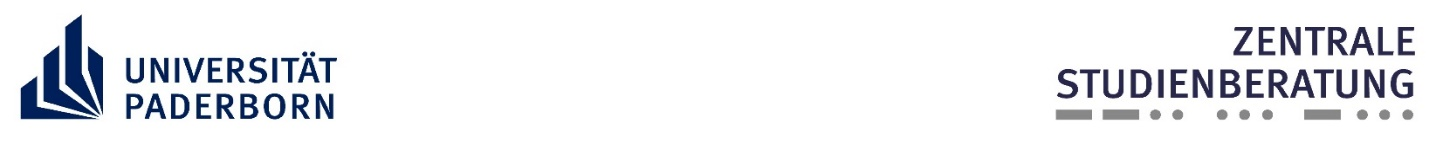 UNIVERSITÄT
PADERBORN
ZENTRALE
STUDIENBERATUNG